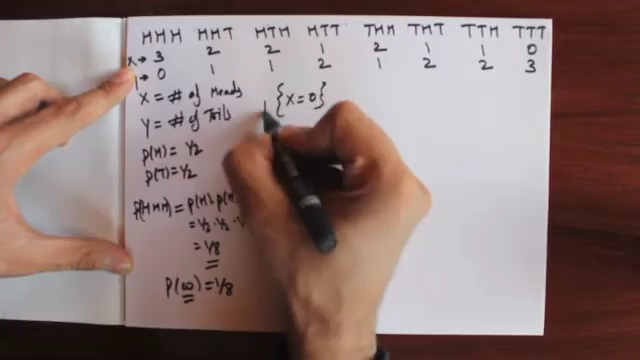 HHH HHT HTH HTT THH THT TTH TTT
X→ 3 2 2 1 2 1 1 0
→ 0 1 1 2 1 2 2 3
X = # of Heads {X=0}
Y = # of Tails
P(H) = 1/2
P(T) = 1/2
P(HHH) = P(H).P(H
= 1/2 . 1/2 .
= 1/8
P(ω) = 1/8